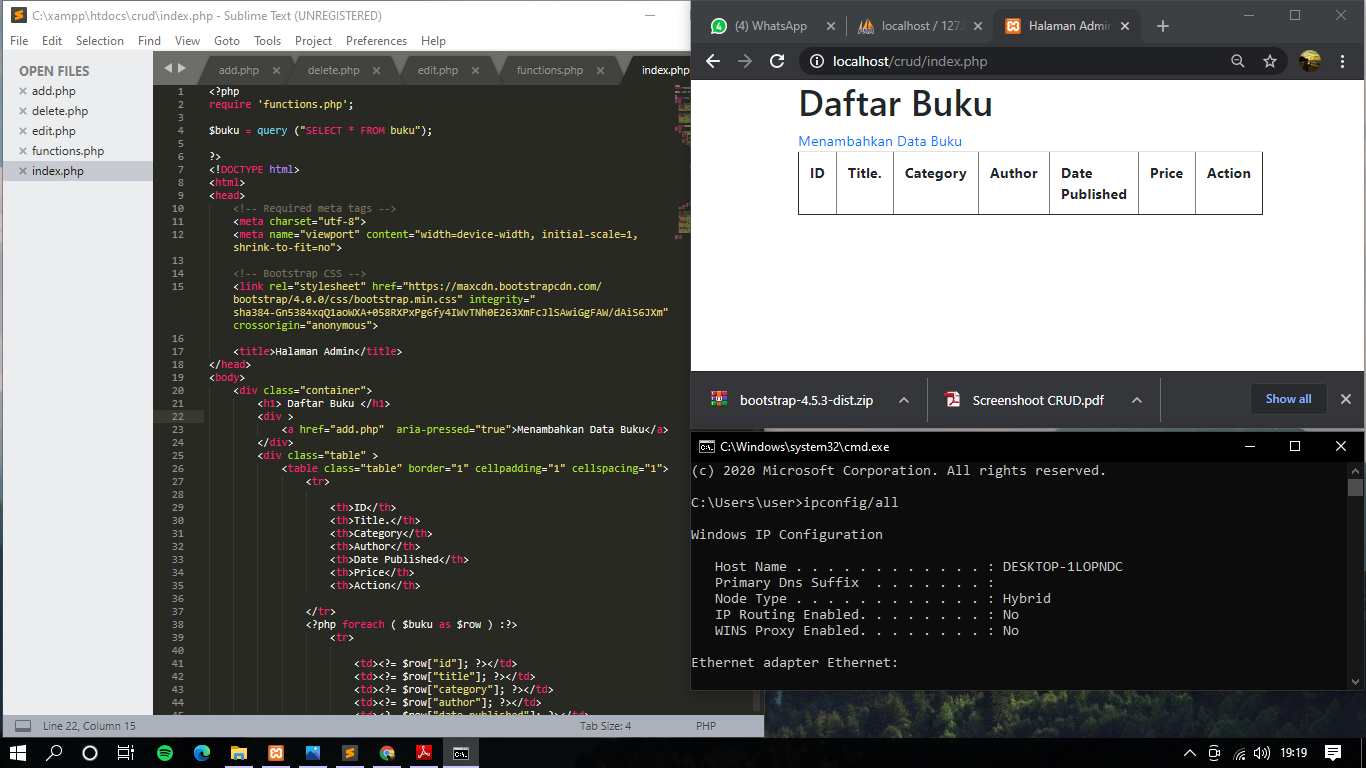 C:\xampp\htdocs\crud\index.php - Sublime Text (UNREGISTERED)
File Edit Selection Find View Goto Tools Project Preferences Help
OPEN FILES
add.php
delete.php
edit.php
functions.php
index.php
add.php delete.php edit.php functions.php index.php
1 <?php
2 require 'functions.php';
3
4 $buku = query ("SELECT * FROM buku");
5
6 ?>
7 <!DOCTYPE html>
8 <html>
9 <head>
10 <!-- Required meta tags -->
11 <meta charset="utf-8">
12 <meta name="viewport" content="width=device-width, initial-scale=1,
shrink-to-fit=no">
13
14 <!-- Bootstrap CSS -->
15 <link rel="stylesheet" href="https://maxcdn.bootstrapcdn.com/
bootstrap/4.0.0/css/bootstrap.min.css" integrity="
sha384-Gn5384xqQ1aoWXA+058RXPxPg6fy4IWvTNh0E263XmFcJlSAwiGgFAW/dAiS6JXm"
crossorigin="anonymous">
16
17 <title>Halaman Admin</title>
18 </head>
19 <body>
20 <div class="container">
21 <h1> Daftar Buku </h1>
22 <div >
23 <a href="add.php"  aria-pressed="true">Menambahkan Data Buku</a>
24 </div>
25 <div class="table" >
26 <table class="table" border="1" cellpadding="1" cellspacing="1">
27 <tr>
28
29 <th>ID</th>
30 <th>Title.</th>
31 <th>Category</th>
32 <th>Author</th>
33 <th>Date Published</th>
34 <th>Price</th>
35 <th>Action</th>
36
37 </tr>
38 <?php foreach ( $buku as $row ) :?>
39 <tr>
40
41 <td><?= $row["id"]; ?></td>
42 <td><?= $row["title"]; ?></td>
43 <td><?= $row["category"]; ?></td>
44 <td><?= $row["author"]; ?></td>
45 <td><?= $row["date_published"]; ?></td>
Line 22, Column 15 Tab Size: 4 PHP
(4) WhatsApp localhost / 127. Halaman Admin
localhost/crud/index.php
Daftar Buku
Menambahkan Data Buku
ID Title. Category Author Date Published Price Action
bootstrap-4.5.3-dist.zip Screenshoot CRUD.pdf Show all
C:\Windows\system32\cmd.exe
(c) 2020 Microsoft Corporation. All rights reserved.
C:\Users\user>ipconfig/all
Windows IP Configuration
Host Name . . . . . . . . . . . . : DESKTOP-1LOPNDC
Primary Dns Suffix  . . . . . . . :
Node Type . . . . . . . . . . . . : Hybrid
IP Routing Enabled. . . . . . . . : No
WINS Proxy Enabled. . . . . . . . : No
Ethernet adapter Ethernet:
19:19